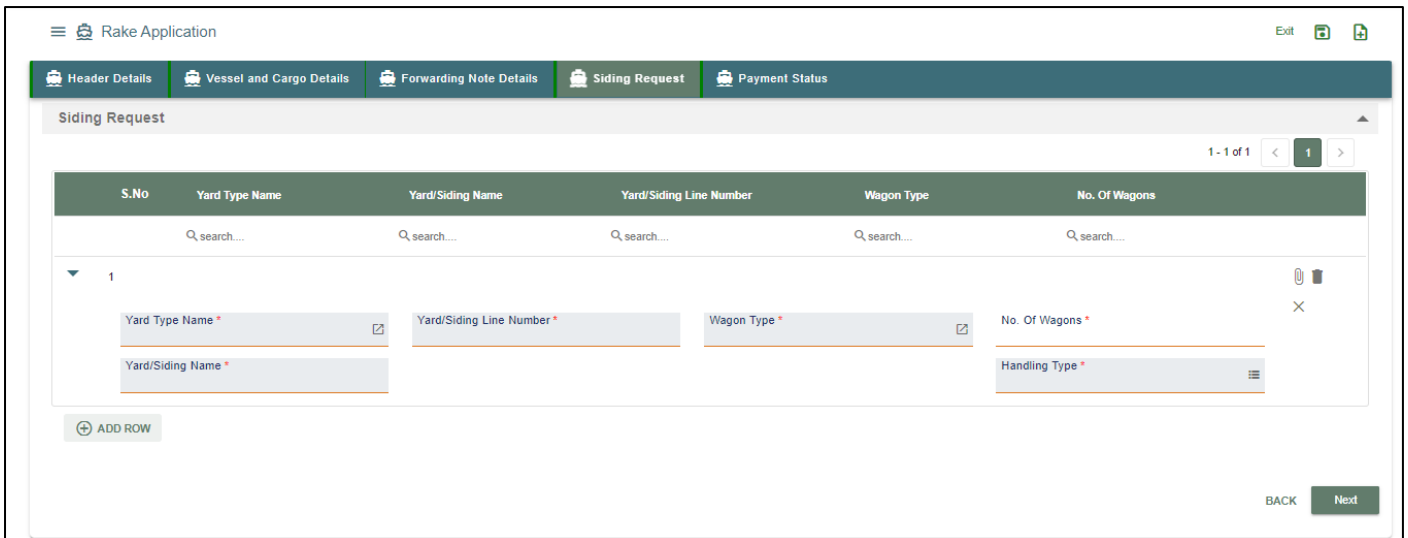 Rake Application
Exit
Header Details Vessel and Cargo Details Forwarding Note Details Siding Request Payment Status
Siding Request
1 - 1 of 1 < 1 >
S.No Yard Type Name Yard/Siding Name Yard/Siding Line Number Wagon Type No. Of Wagons
search.... search.... search.... search.... search....
1
Yard Type Name * Yard/Siding Line Number * Wagon Type * No. Of Wagons *
Yard/Siding Name * Handling Type *
ADD ROW
BACK Next